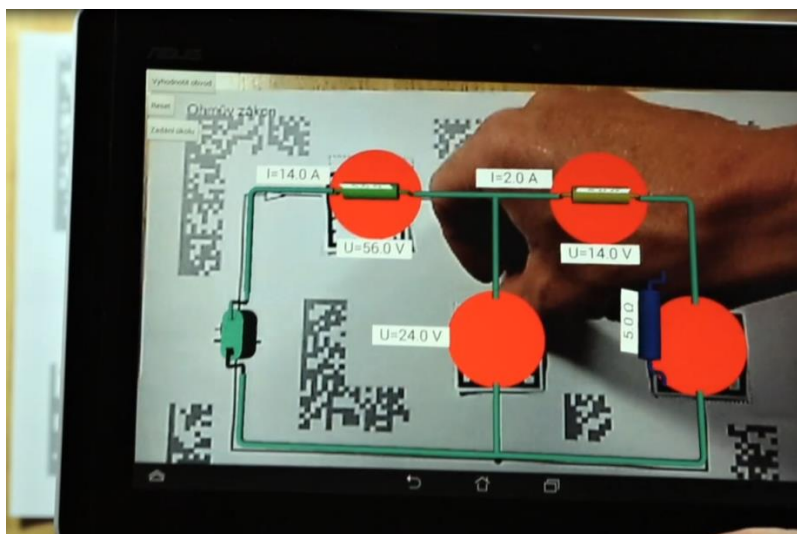 ASUS
Vyhodnotit obvod
Reset
Ohmův zákon
Zadání úkolu
I=14.0 A
I=2.0 A
U=56.0 V
U=14.0 V
U=24.0 V
5.0 Ω